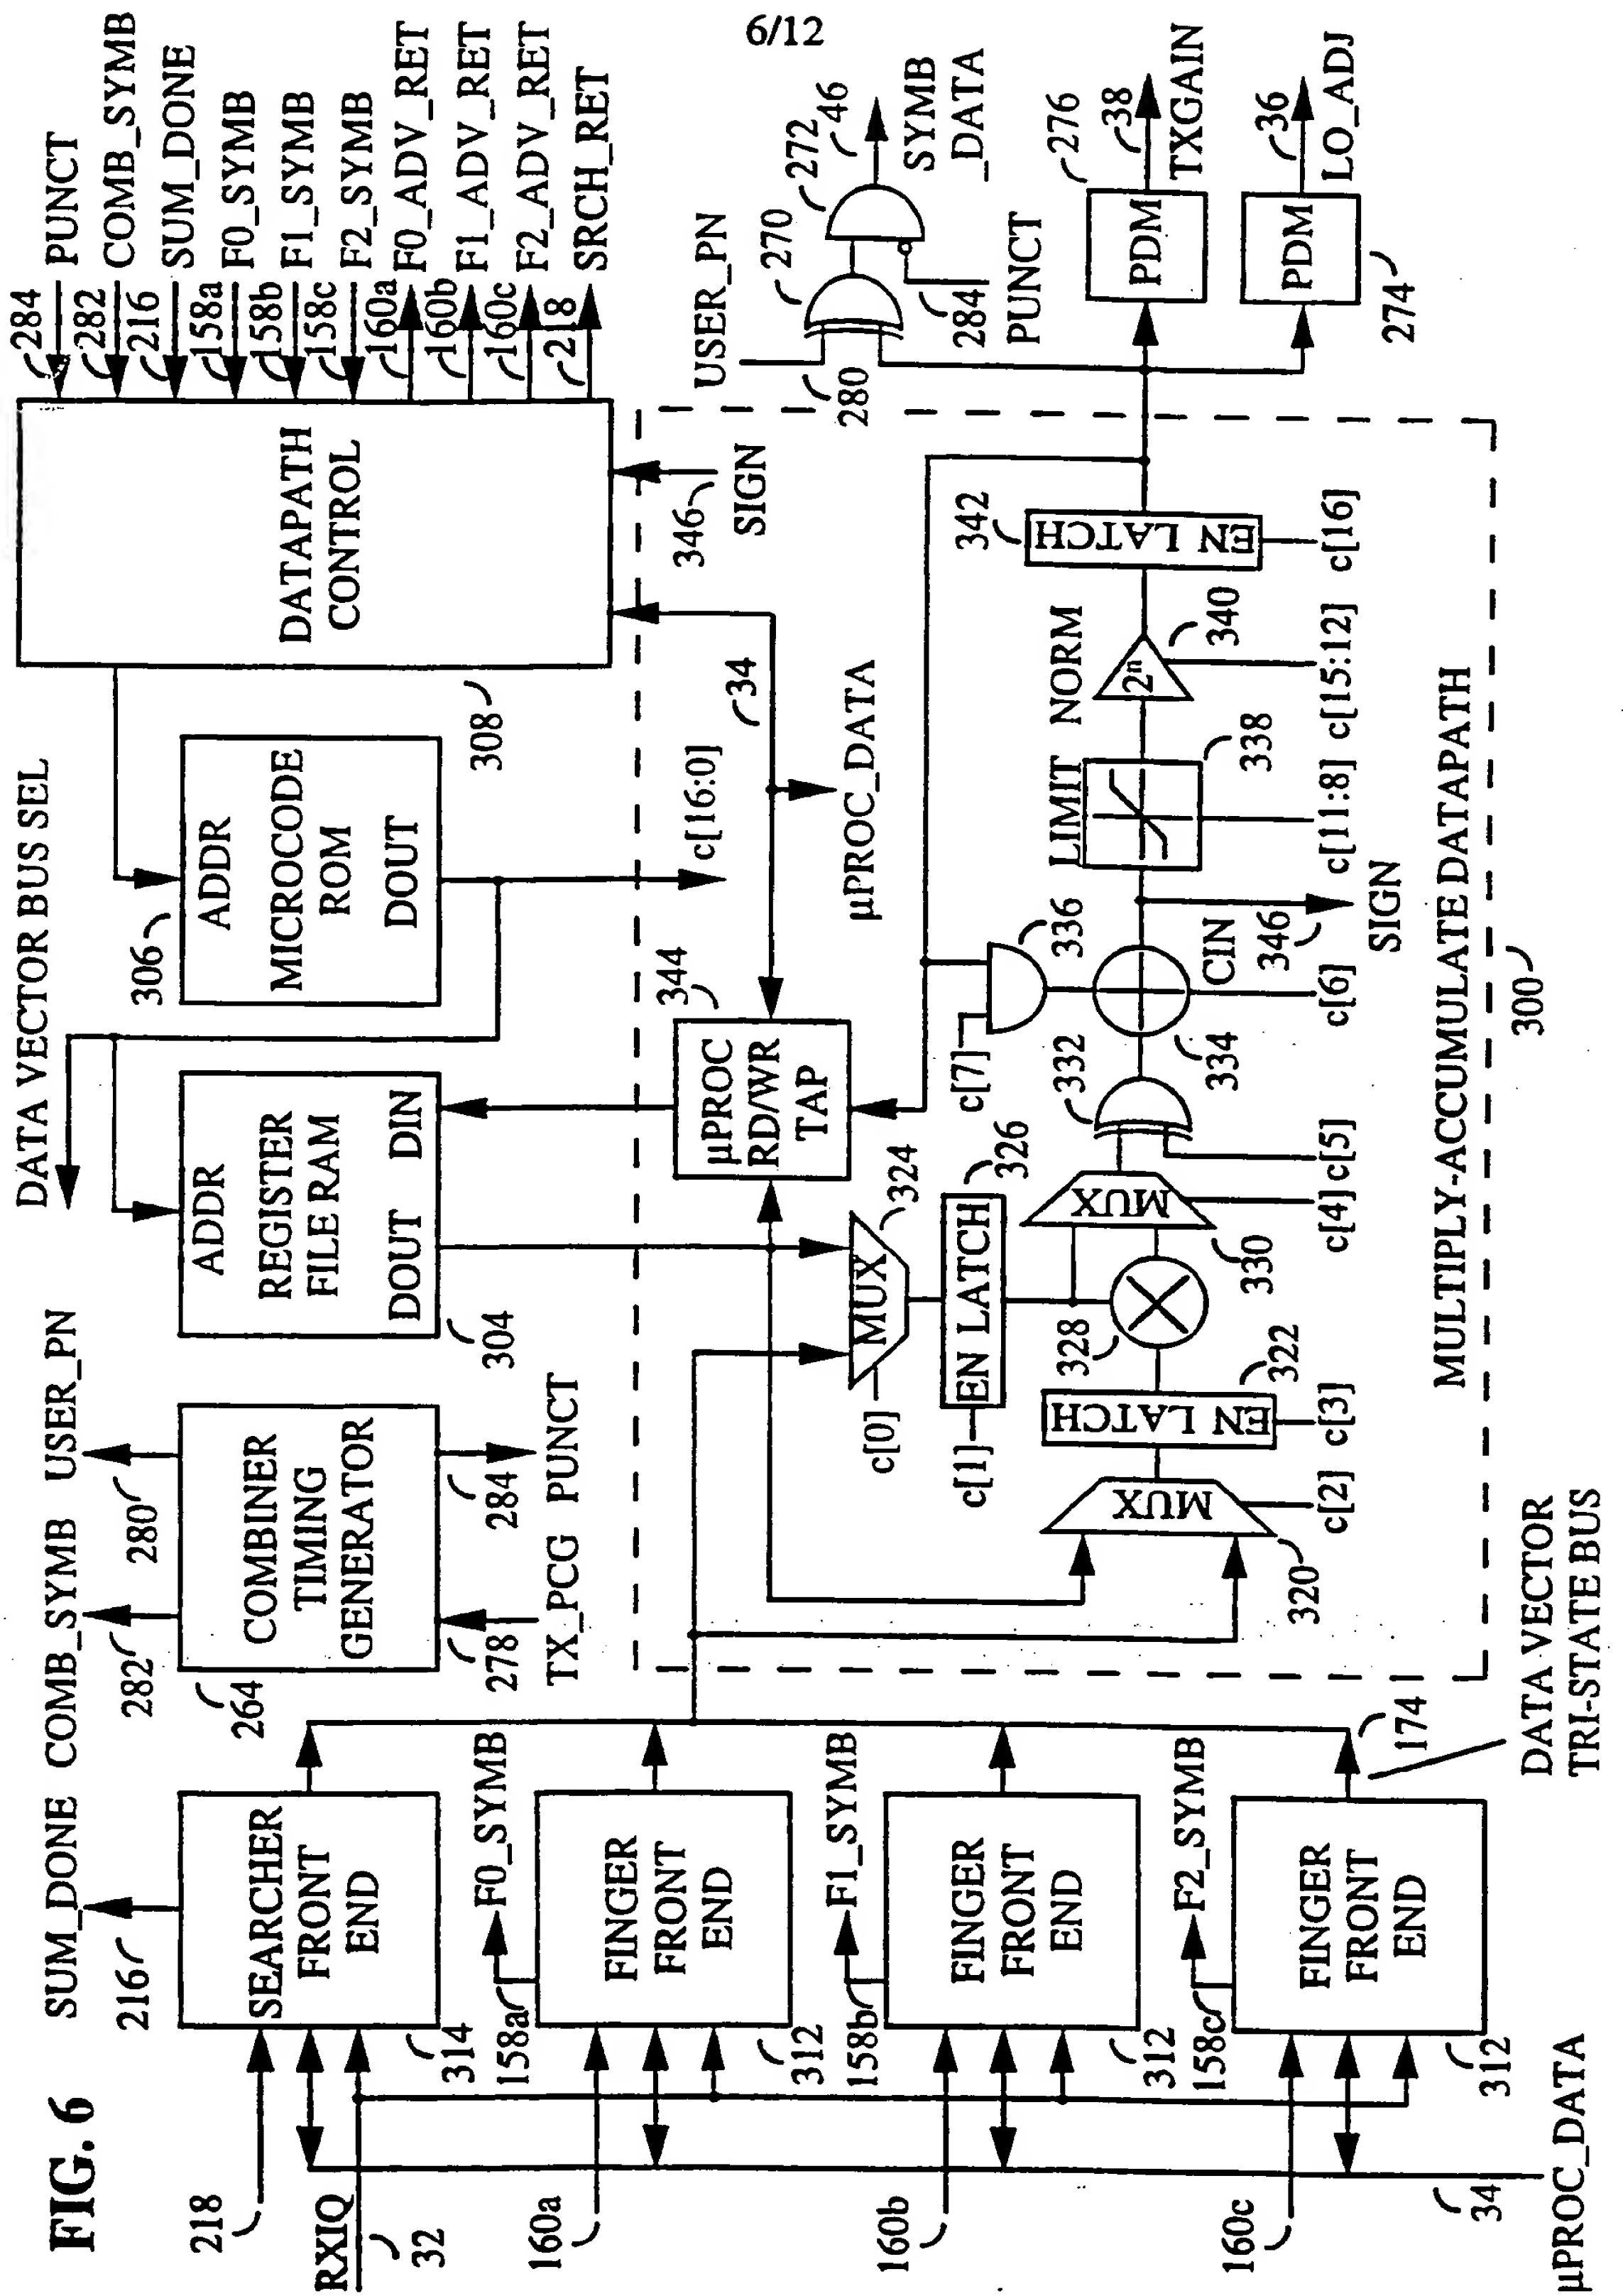 6/12
FIG. 6
218
RXIQ
32
160a
160b
160c
34
µPROC_DATA
SUM_DONE
216
SEARCHER
FRONT
END
314
F0_SYMB
158a
FINGER
FRONT
END
312
F1_SYMB
158b
FINGER
FRONT
END
312
F2_SYMB
158c
FINGER
FRONT
END
312
174
DATA VECTOR
TRI-STATE BUS
COMB_SYMB
282
USER_PN
280
COMBINER
TIMING
GENERATOR
264
278
TX_PCG
284
PUNCT
DATA VECTOR BUS SEL
ADDR
REGISTER
FILE RAM
DOUT
DIN
304
306
ADDR
MICROCODE
ROM
DOUT
c[16:0]
DATAPATH
CONTROL
308
284
PUNCT
282
COMB_SYMB
216
SUM_DONE
158a
F0_SYMB
158b
F1_SYMB
158c
F2_SYMB
160a
F0_ADV_RET
160b
F1_ADV_RET
160c
F2_ADV_RET
218
SRCH_RET
346
SIGN
34
µPROC_DATA
344
µPROC
RD/WR
TAP
MUX
324
c[0]
EN LATCH
326
c[1]
MUX
320
c[2]
EN LATCH
322
c[3]
328
MUX
330
c[4]
332
c[5]
c[7]
336
334
CIN
c[6]
346
SIGN
LIMIT
338
c[11:8]
NORM
2ⁿ
340
c[15:12]
342
EN LATCH
c[16]
MULTIPLY-ACCUMULATE DATAPATH
300
USER_PN
280
270
272
46
SYMB
_DATA
284
PUNCT
276
PDM
38
TXGAIN
PDM
274
36
LO_ADJ